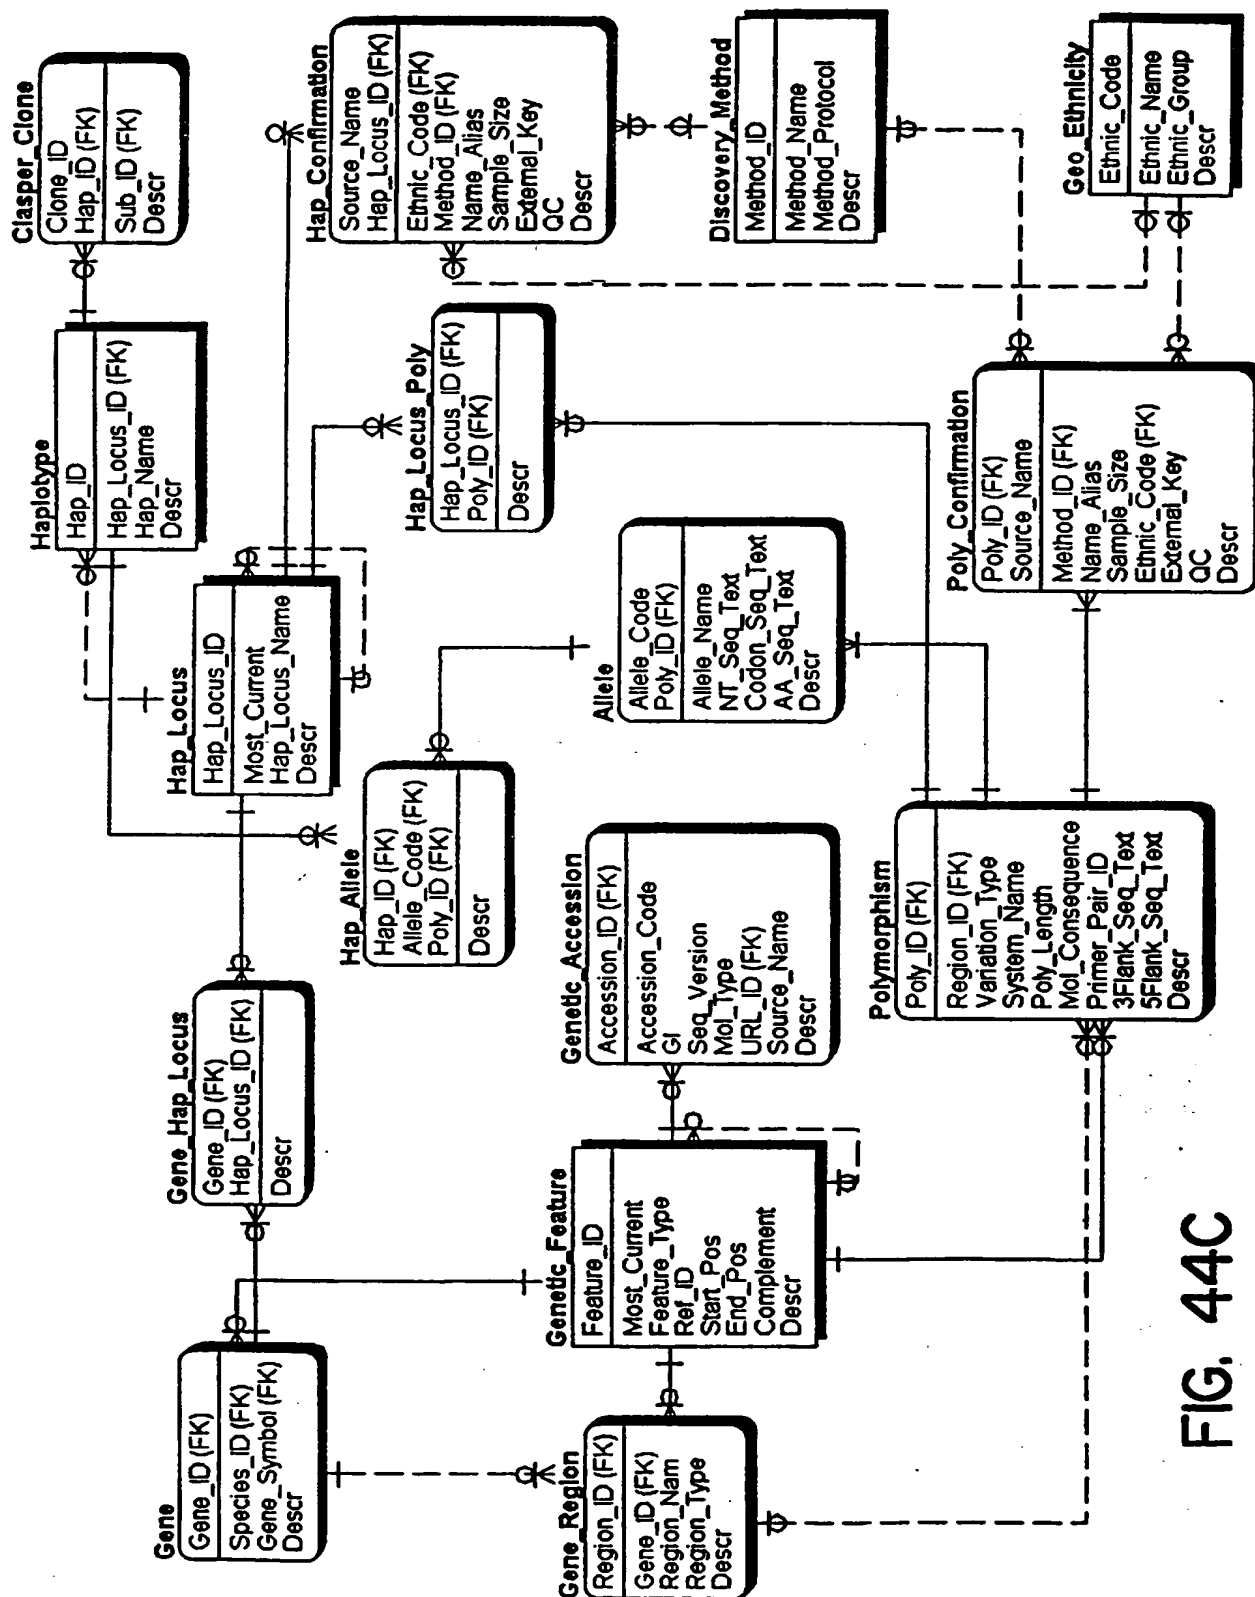 Gene
Gene_ID (FK)
Species_ID (FK)
Gene_Symbol (FK)
Descr
Gene_Hap_Locus
Gene_ID (FK)
Hap_Locus_ID (FK)
Descr
Hap_Locus
Hap_Locus_ID
Most_Current
Hap_Locus_Name
Descr
Haplotype
Hap_ID
Hap_Locus_ID (FK)
Hap_Name
Descr
Clasper_Clone
Clone_ID
Hap_ID (FK)
Sub_ID (FK)
Descr
Hap_Allele
Hap_ID (FK)
Allele_Code (FK)
Poly_ID (FK)
Descr
Hap_Locus_Poly
Hap_Locus_ID (FK)
Poly_ID (FK)
Descr
Hap_Confirmation
Source_Name
Hap_Locus_ID (FK)
Ethnic_Code (FK)
Method_ID (FK)
Name_Alias
Sample_Size
External_Key
QC
Descr
Gene_Region
Region_ID (FK)
Gene_ID (FK)
Region_Nam
Region_Type
Descr
Genetic_Feature
Feature_ID
Most_Current
Feature_Type
Ref_ID
Start_Pos
End_Pos
Complement
Descr
Genetic_Accession
Accession_ID (FK)
Accession_Code
GI
Seq_Version
Mol_Type
URL_ID (FK)
Source_Name
Descr
Allele
Allele_Code
Poly_ID (FK)
Allele_Name
NT_Seq_Text
Codon_Seq_Text
AA_Seq_Text
Descr
Discovery_Method
Method_ID
Method_Name
Method_Protocol
Descr
Polymorphism
Poly_ID (FK)
Region_ID (FK)
Variation_Type
System_Name
Poly_Length
Mol_Consequence
Primer_Pair_ID
3Flank_Seq_Text
5Flank_Seq_Text
Descr
Poly_Confirmation
Poly_ID (FK)
Source_Name
Method_ID (FK)
Name_Alias
Sample_Size
Ethnic_Code (FK)
External_Key
QC
Descr
Geo_Ethnicity
Ethnic_Code
Ethnic_Name
Ethnic_Group
Descr
FIG. 44C